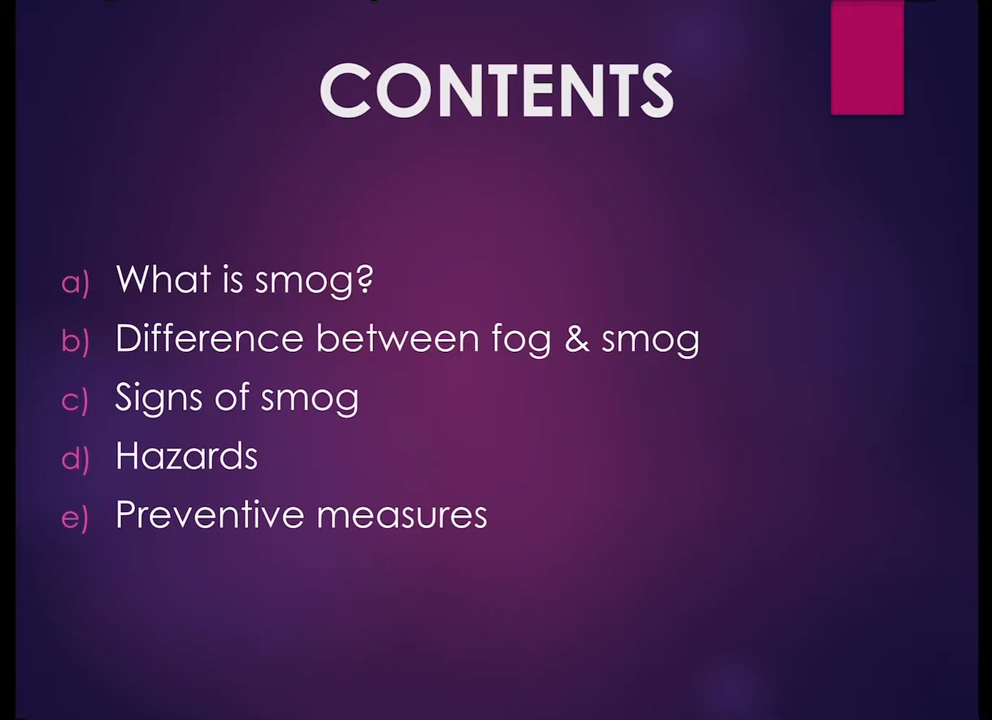 CONTENTS
a) What is smog?
b) Difference between fog & smog
c) Signs of smog
d) Hazards
e) Preventive measures